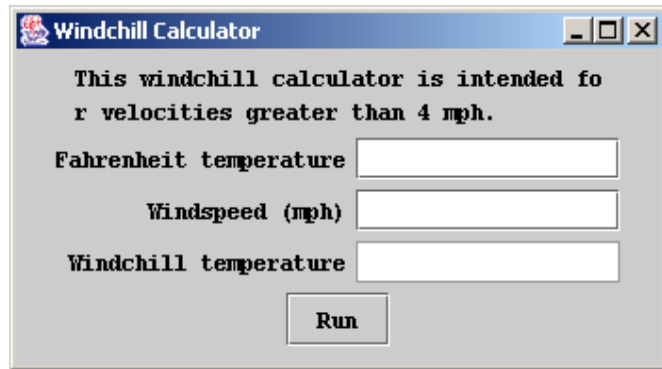 Windchill Calculator
This windchill calculator is intended fo
r velocities greater than 4 mph.
Fahrenheit temperature
Windspeed (mph)
Windchill temperature
Run